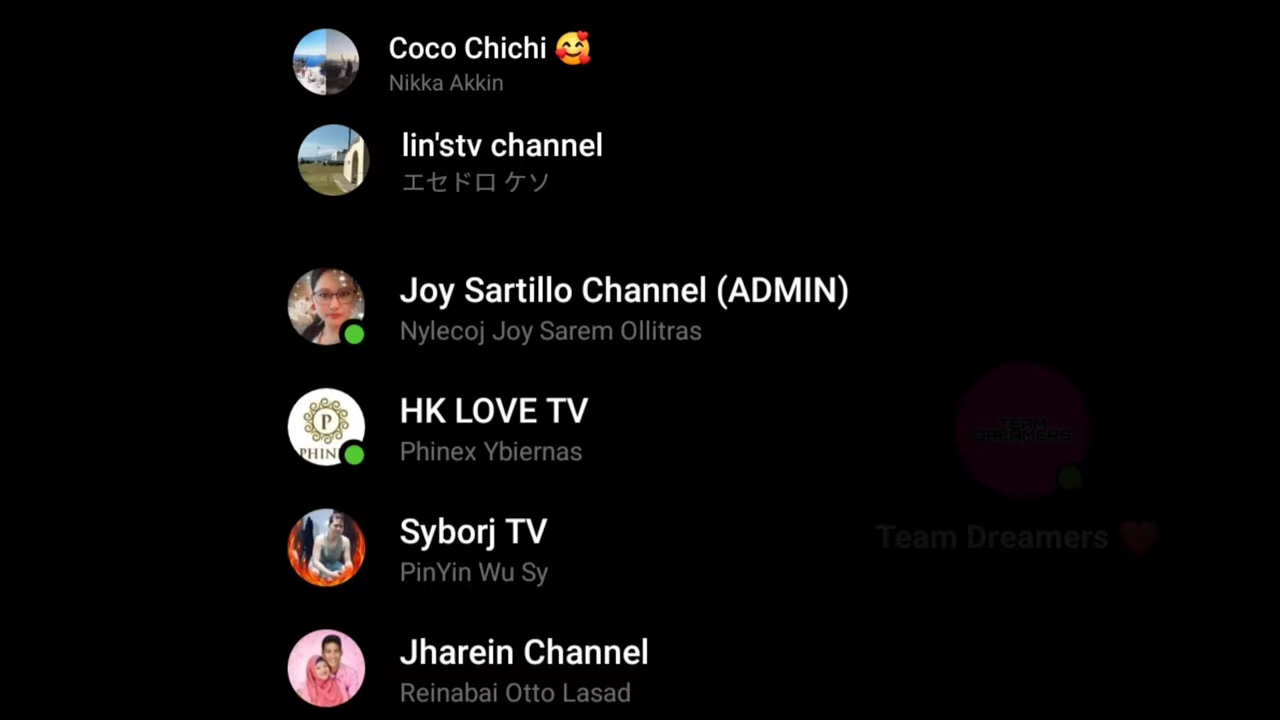 Coco Chichi 🥰
Nikka Akkin
lin'stv channel
エセドロ ケソ
Joy Sartillo Channel (ADMIN)
Nylecoj Joy Sarem Ollitras
HK LOVE TV
Phinex Ybiernas
P
PHIN
Syborj TV
PinYin Wu Sy
Jharein Channel
Reinabai Otto Lasad
TEAM
DREAMERS
Team Dreamers ❤️